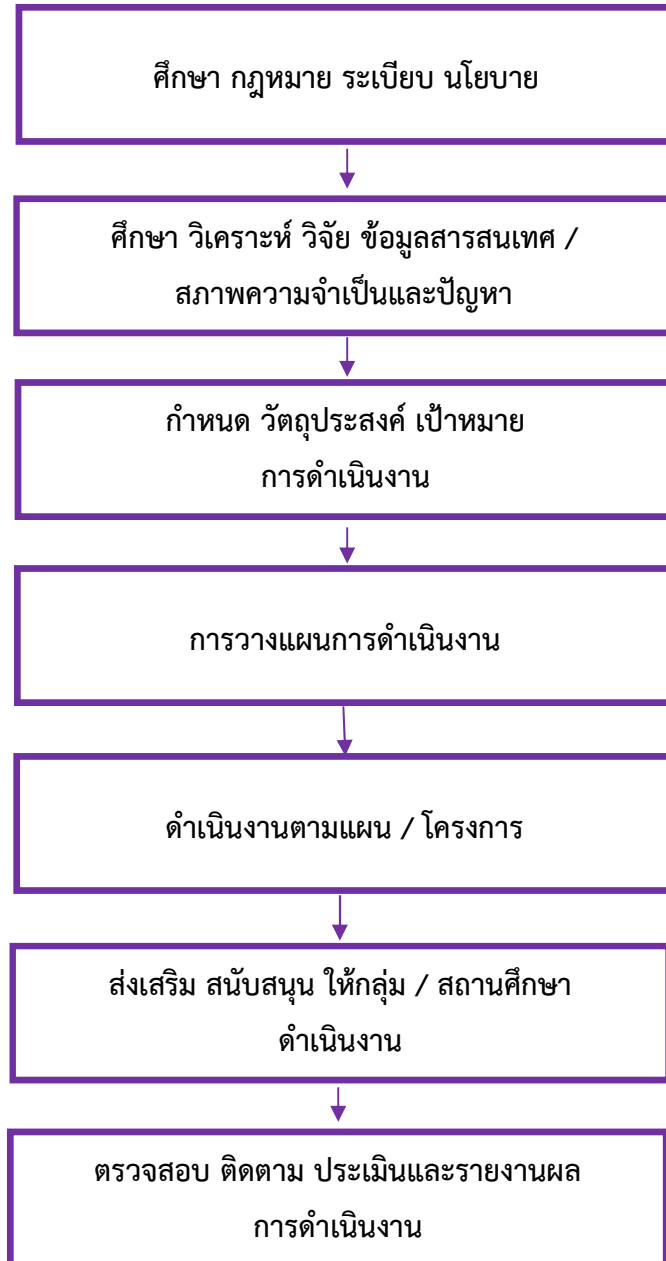 ศึกษา กฎหมาย ระเบียบ นโยบาย
ศึกษา วิเคราะห์ วิจัย ข้อมูลสารสนเทศ /
สภาพความจำเป็นและปัญหา
กำหนด วัตถุประสงค์ เป้าหมาย
การดำเนินงาน
การวางแผนการดำเนินงาน
ดำเนินงานตามแผน / โครงการ
ส่งเสริม สนับสนุน ให้กลุ่ม / สถานศึกษา
ดำเนินงาน
ตรวจสอบ ติดตาม ประเมินและรายงานผล
การดำเนินงาน